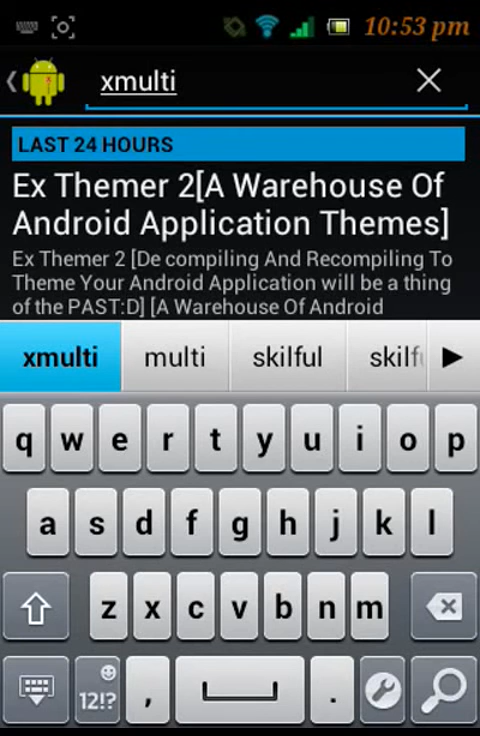 10:53 pm
xmulti
LAST 24 HOURS
Ex Themer 2[A Warehouse Of
Android Application Themes]
Ex Themer 2 [De compiling And Recompiling To
Theme Your Android Application will be a thing
of the PAST:D] [A Warehouse Of Android
xmulti multi skilful skilfu
q w e r t y u i o p
a s d f g h j k l
z x c v b n m
12!? , .